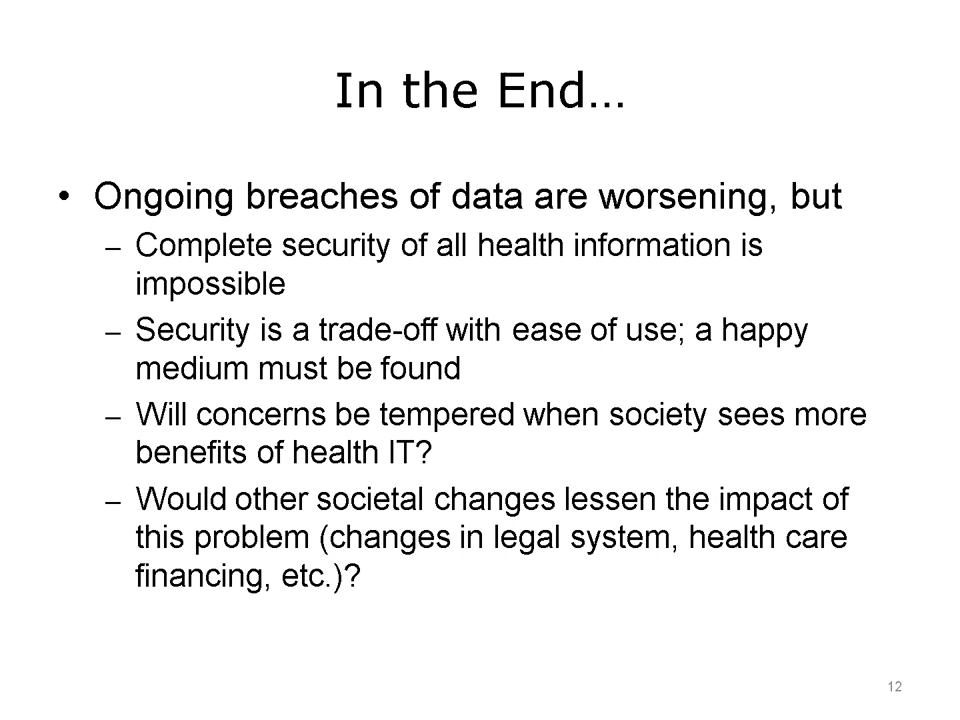 In the End…
• Ongoing breaches of data are worsening, but
– Complete security of all health information is
impossible
– Security is a trade-off with ease of use; a happy
medium must be found
– Will concerns be tempered when society sees more
benefits of health IT?
– Would other societal changes lessen the impact of
this problem (changes in legal system, health care
financing, etc.)?
12